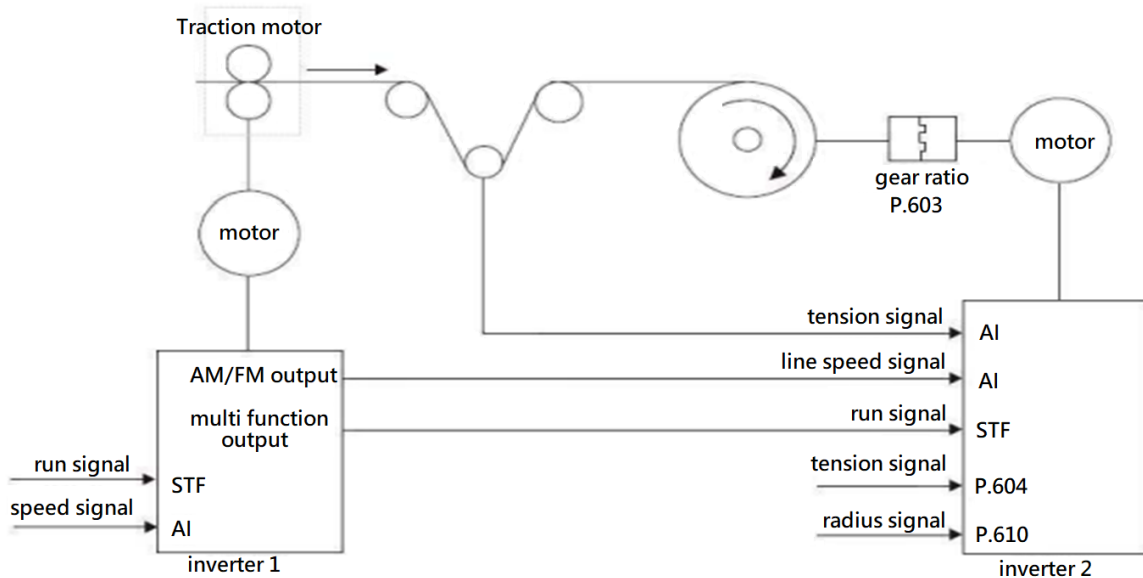 Traction motor
motor
gear ratio
P.603
motor
tension signal
AI
AM/FM output
line speed signal
AI
multi function
output
run signal
STF
run signal
STF
tension signal
P.604
speed signal
AI
radius signal
P.610
inverter 1
inverter 2